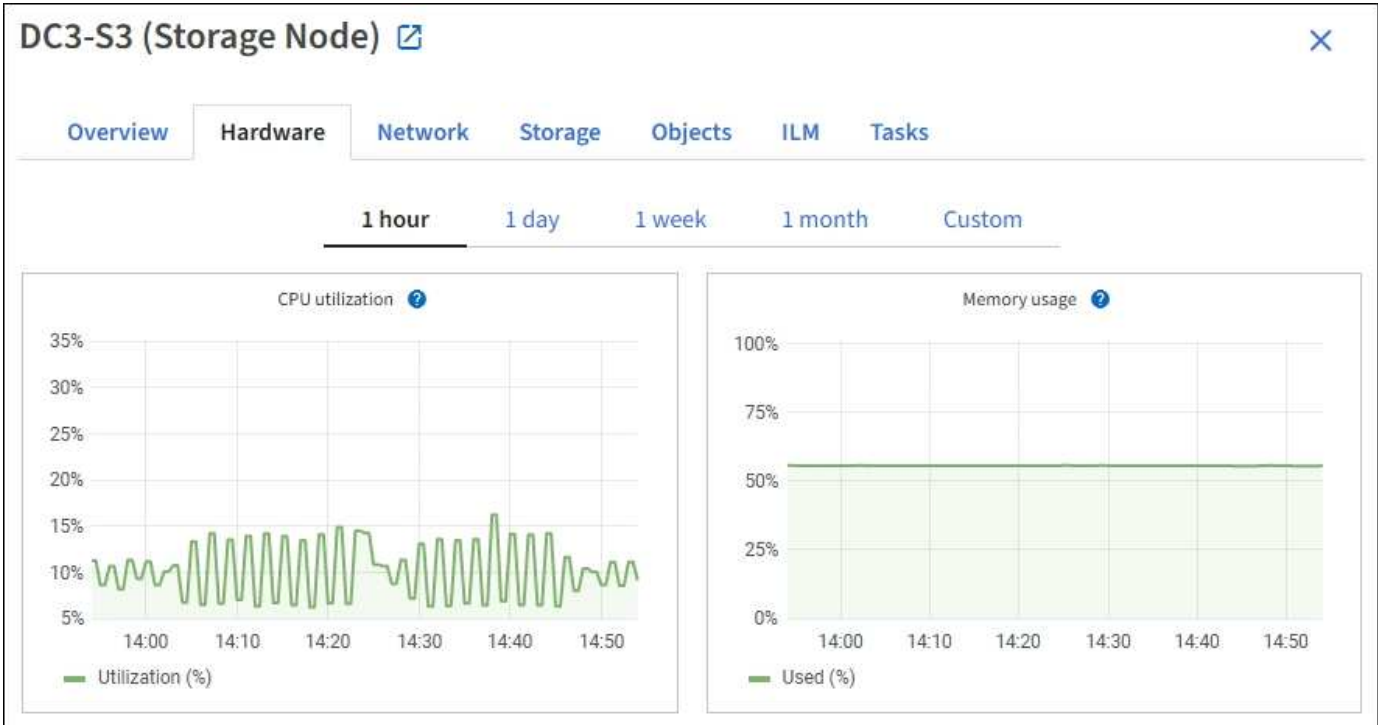 DC3-S3 (Storage Node)
Overview Hardware Network Storage Objects ILM Tasks
1 hour 1 day 1 week 1 month Custom
CPU utilization ?
35%
30%
25%
20%
15%
10%
5%
14:00 14:10 14:20 14:30 14:40 14:50
Utilization (%)
Memory usage ?
100%
75%
50%
25%
0%
14:00 14:10 14:20 14:30 14:40 14:50
Used (%)